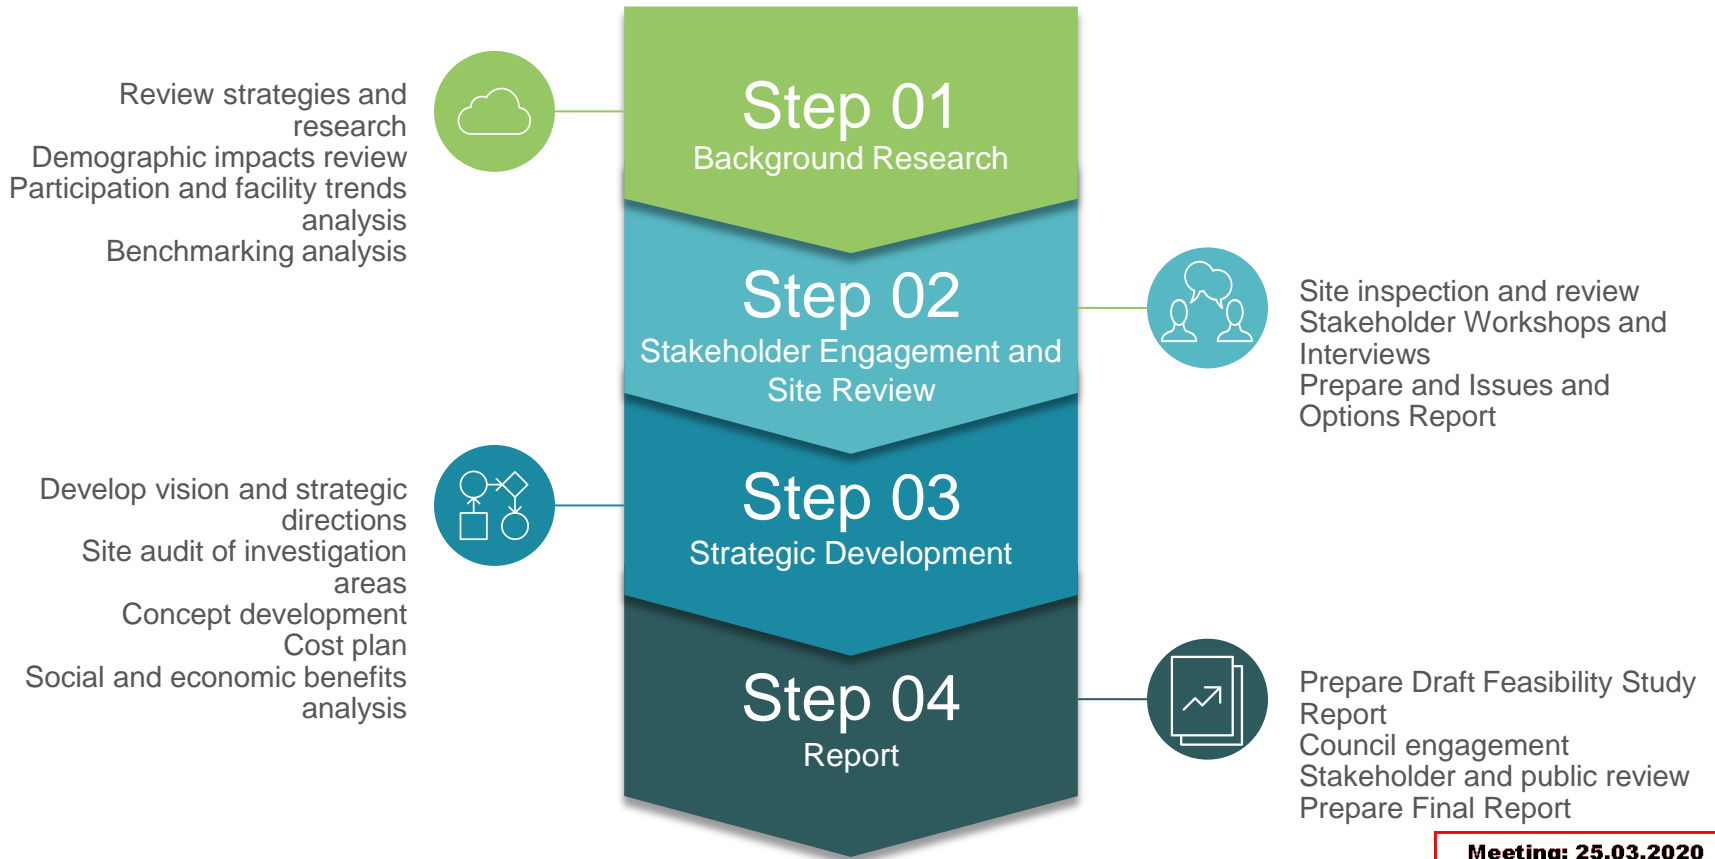 Step 01
Background Research
Review strategies and
research
Demographic impacts review
Participation and facility trends
analysis
Benchmarking analysis
Step 02
Stakeholder Engagement and
Site Review
Site inspection and review
Stakeholder Workshops and
Interviews
Prepare and Issues and
Options Report
Step 03
Strategic Development
Develop vision and strategic
directions
Site audit of investigation
areas
Concept development
Cost plan
Social and economic benefits
analysis
Step 04
Report
Prepare Draft Feasibility Study
Report
Council engagement
Stakeholder and public review
Prepare Final Report
Meeting: 25.03.2020